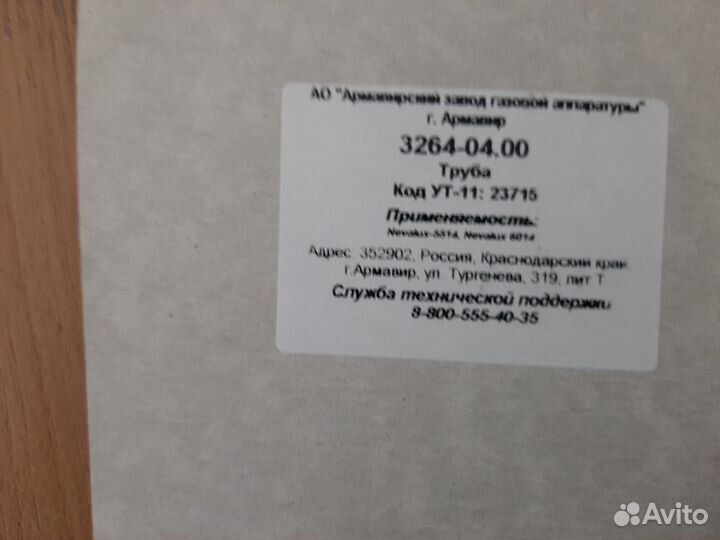 АО "Армавирский завод газовой аппаратуры"
г. Армавир
3264-04.00
Труба
Код УТ-11: 23715
Применяемость:
Nevalux-5514, Nevalux 6014
Адрес: 352902, Россия, Краснодарский край,
г.Армавир, ул. Тургенева, 319, лит Т
Служба технической поддержки
8-800-555-40-35
Avito